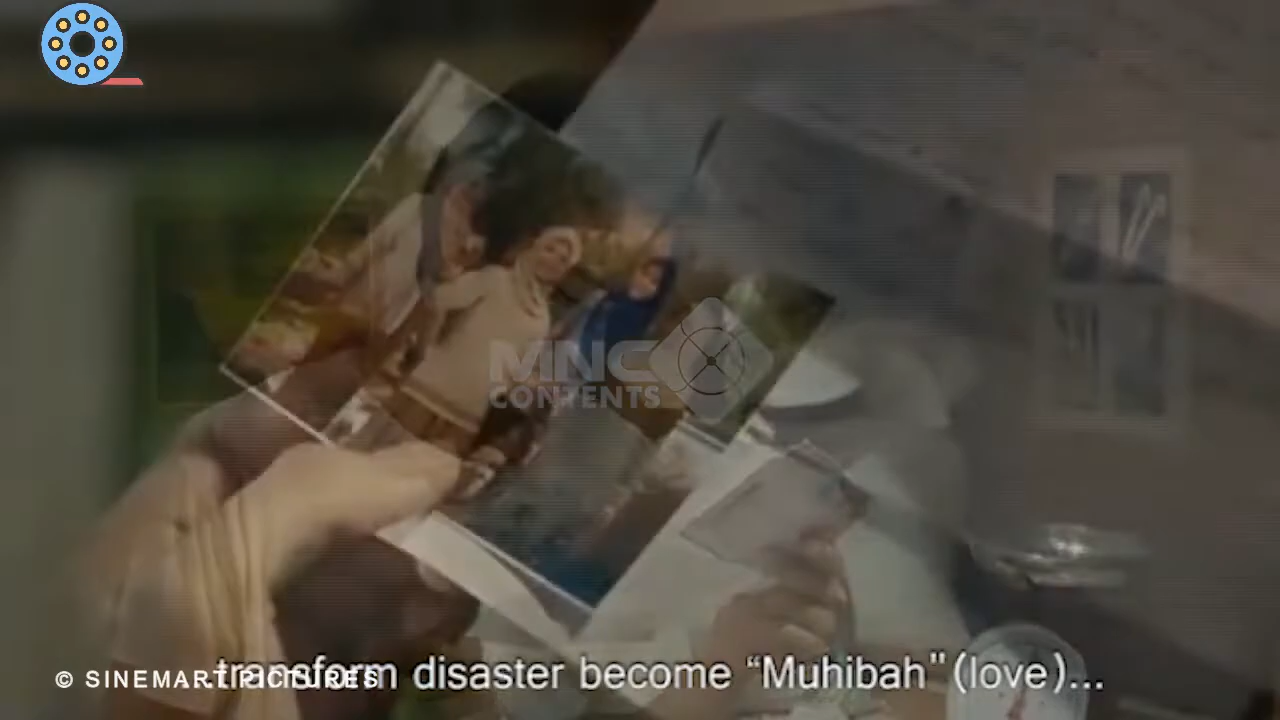 MNC
CONTENTS
...transform disaster become “Muhibah" (love)...
© SINEMART PICTURES